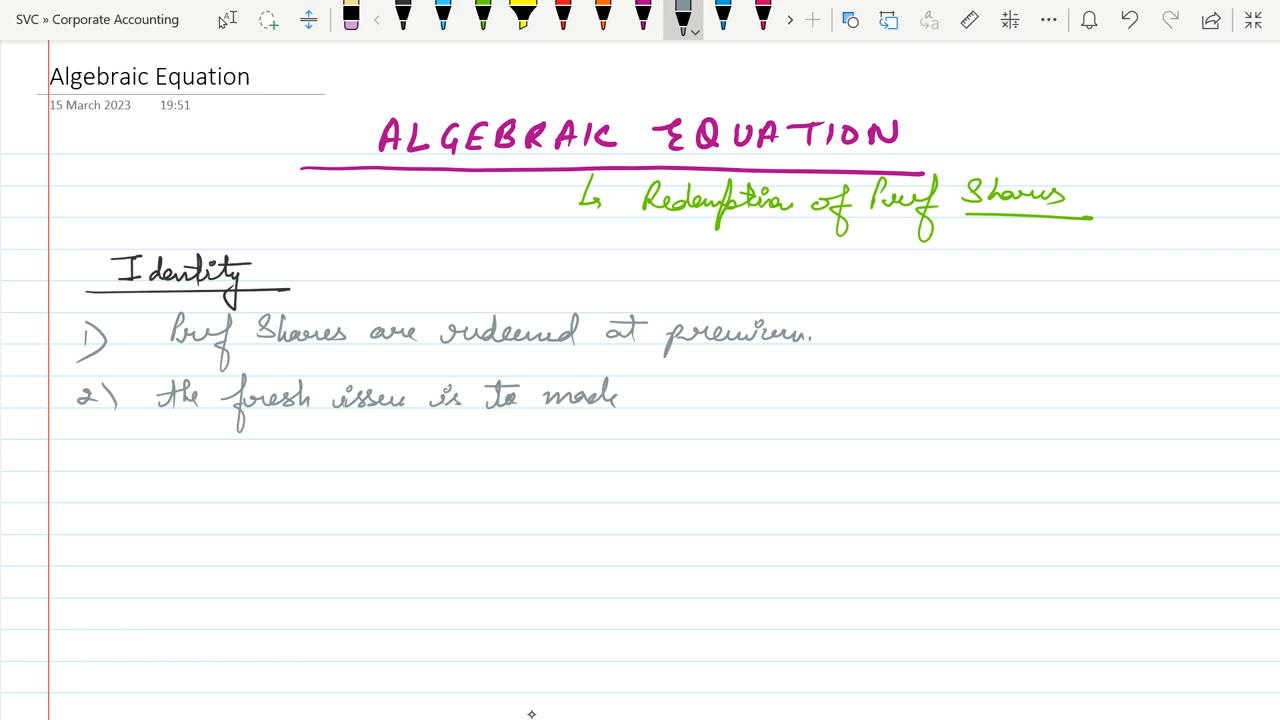 SVC » Corporate Accounting
Algebraic Equation
15 March 2023 19:51
ALGEBRAIC EQUATION
↳ Redemption of Pref Shares
Identity
1) Pref Shares are redeemed at premium.
2) the fresh issue is to made